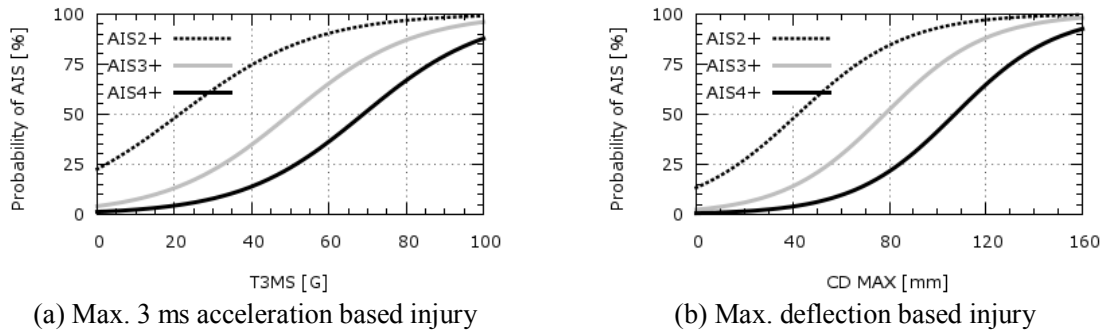 100
75
50
25
0
Probability of AIS [%]
AIS2+
AIS3+
AIS4+
0 20 40 60 80 100
T3MS [G]
(a) Max. 3 ms acceleration based injury
100
75
50
25
0
Probability of AIS [%]
AIS2+
AIS3+
AIS4+
0 40 80 120 160
CD MAX [mm]
(b) Max. deflection based injury